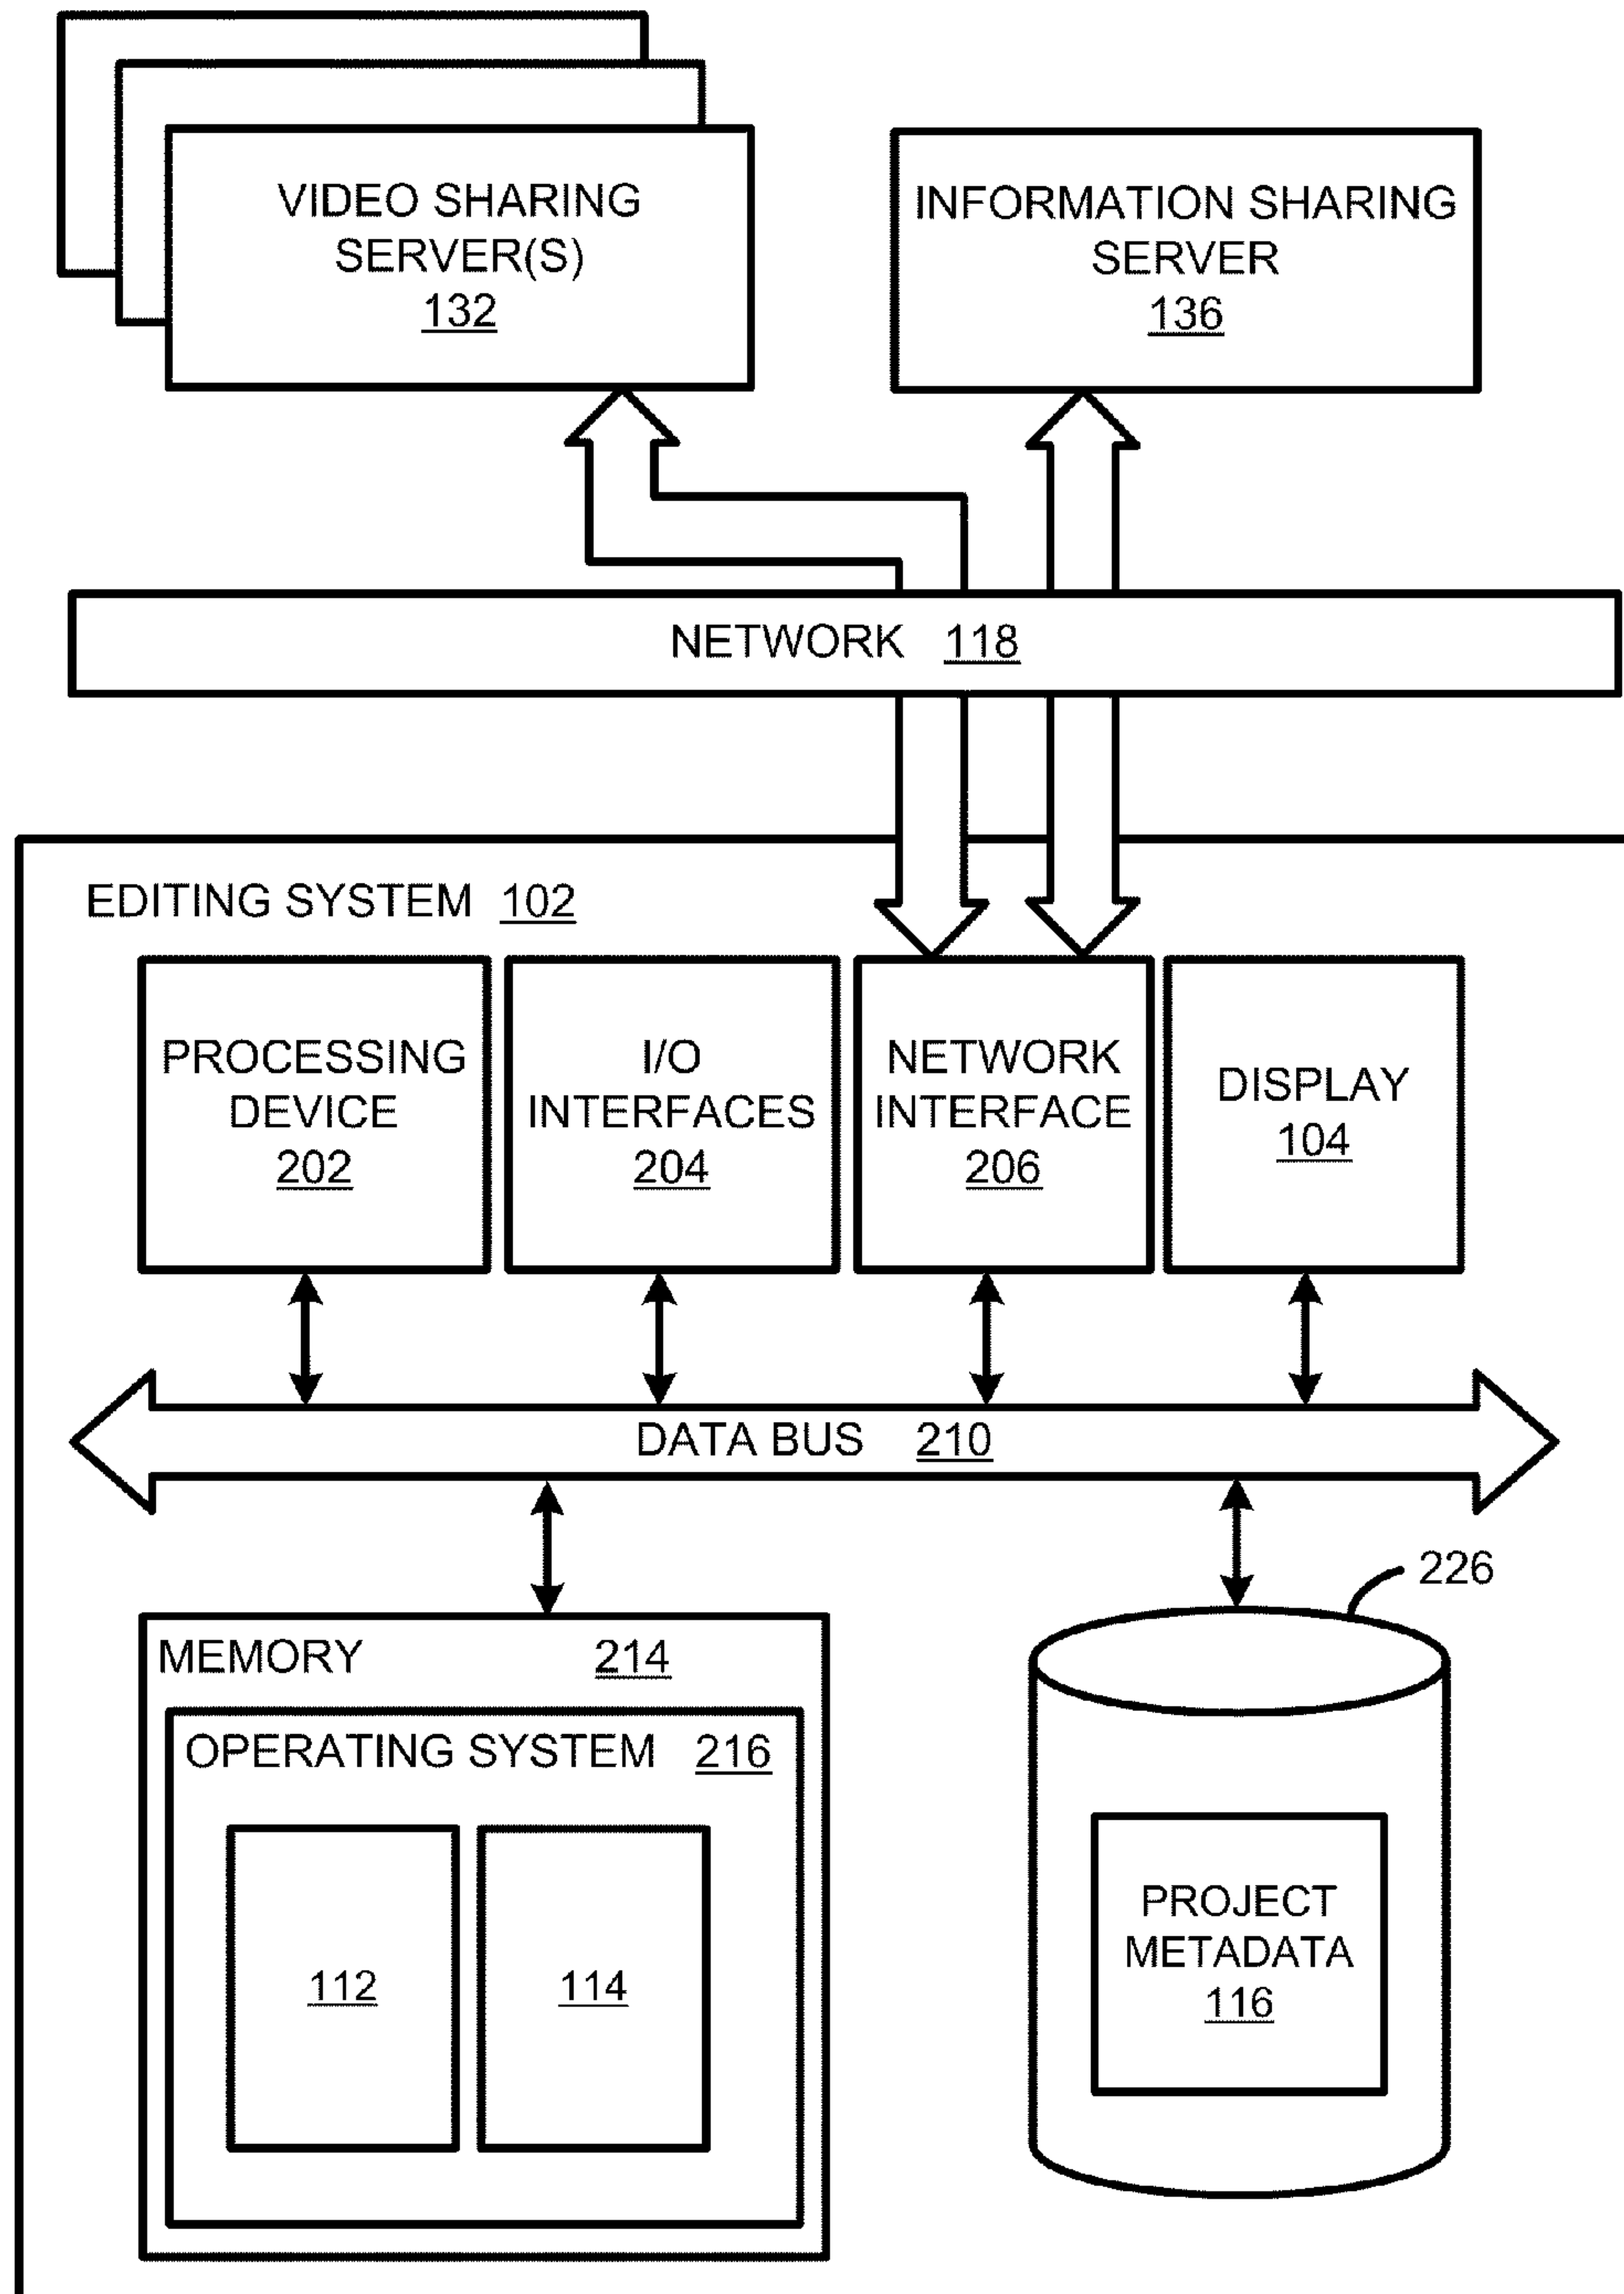 VIDEO SHARING
SERVER(S)
132
INFORMATION SHARING
SERVER
136
NETWORK 118
EDITING SYSTEM 102
PROCESSING
DEVICE
202
I/O
INTERFACES
204
NETWORK
INTERFACE
206
DISPLAY
104
DATA BUS 210
226
MEMORY 214
OPERATING SYSTEM 216
112
114
PROJECT
METADATA
116